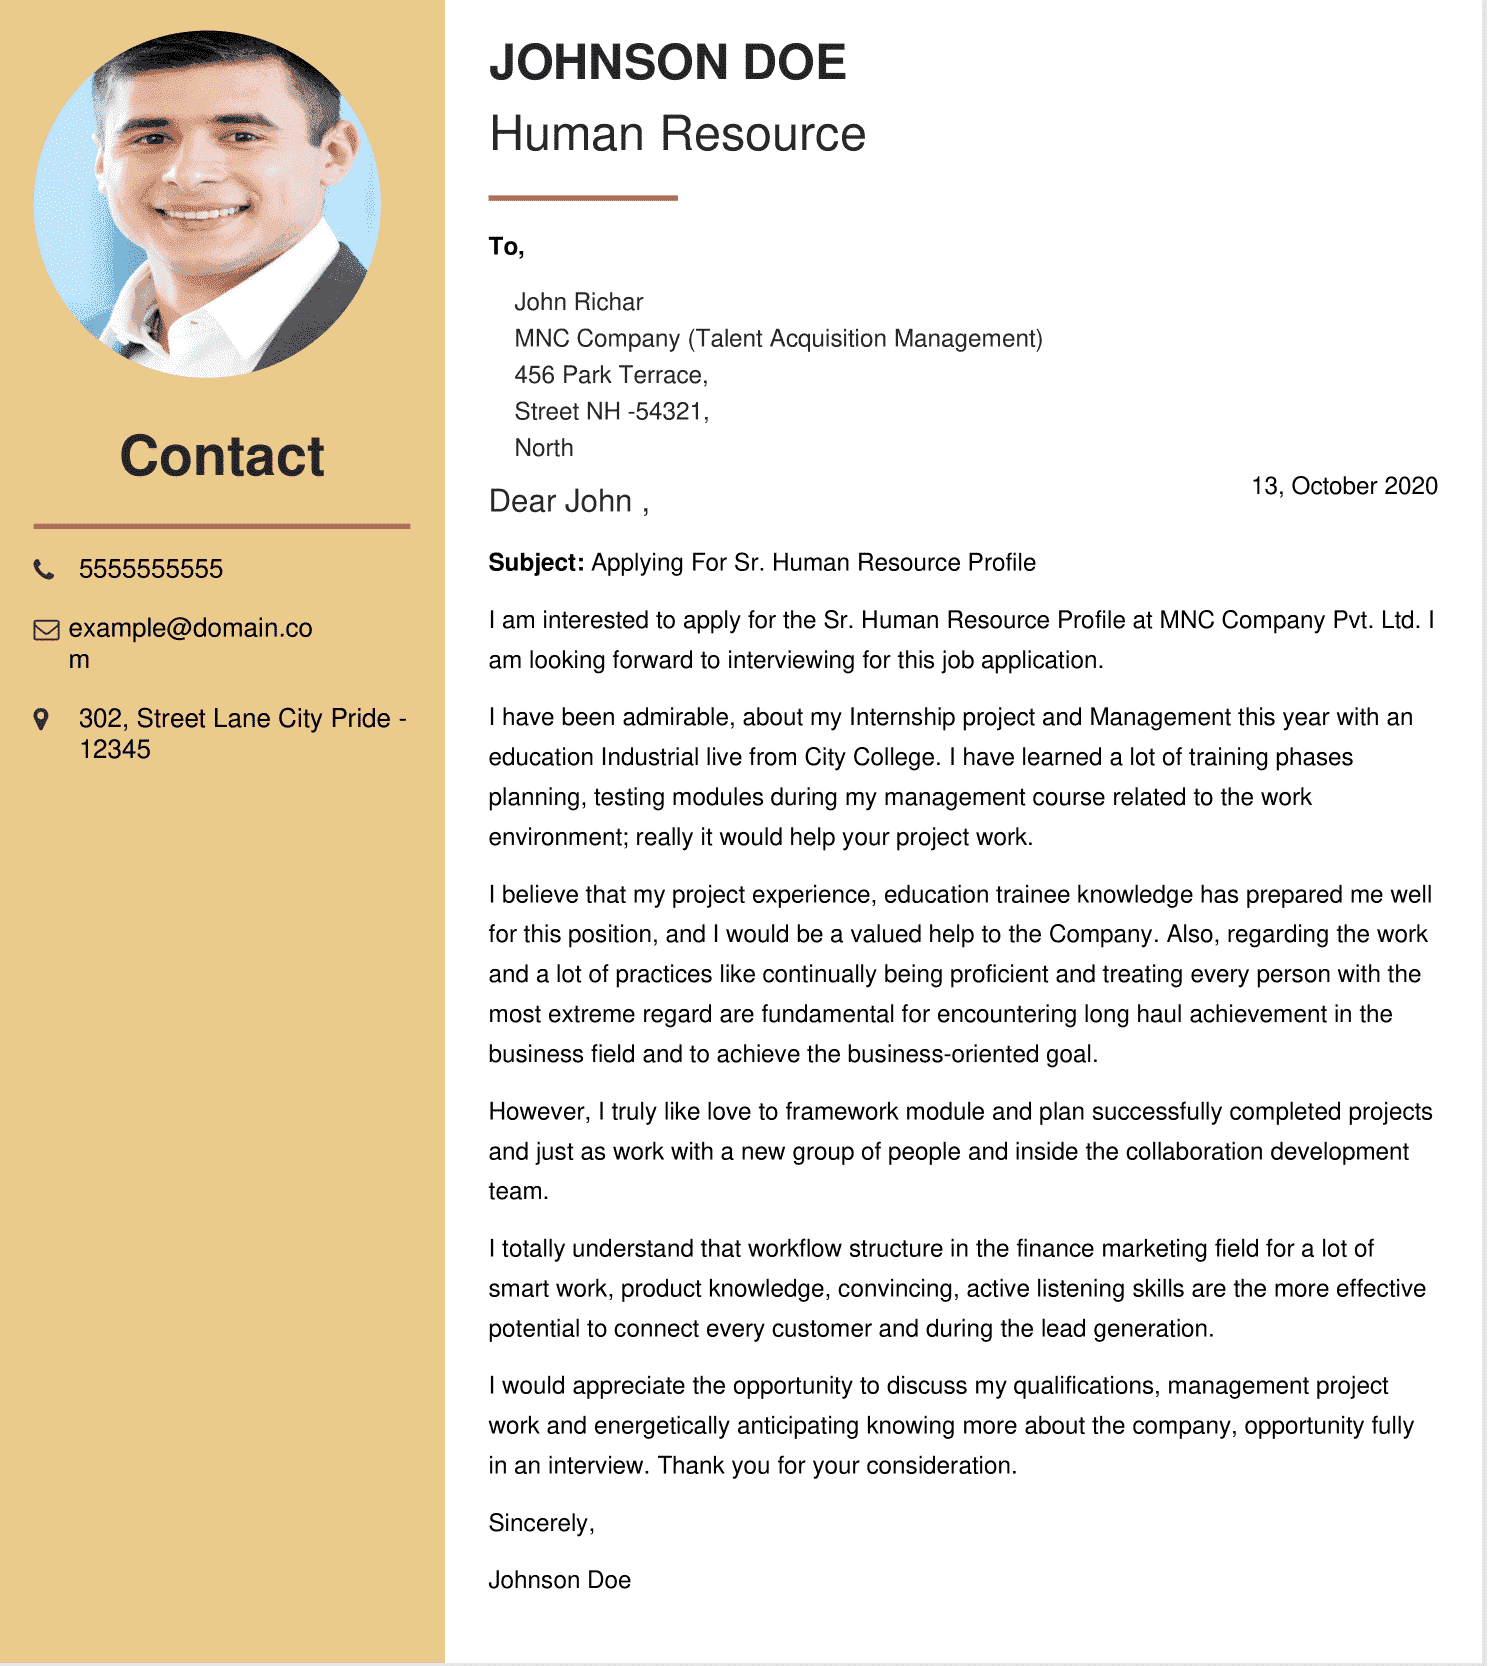 JOHNSON DOE
Human Resource
Contact
5555555555
example@domain.co
m
302, Street Lane City Pride -
12345
To,
John Richar
MNC Company (Talent Acquisition Management)
456 Park Terrace,
Street NH -54321,
North
13, October 2020
Dear John ,
Subject: Applying For Sr. Human Resource Profile
I am interested to apply for the Sr. Human Resource Profile at MNC Company Pvt. Ltd. I
am looking forward to interviewing for this job application.
I have been admirable, about my Internship project and Management this year with an
education Industrial live from City College. I have learned a lot of training phases
planning, testing modules during my management course related to the work
environment; really it would help your project work.
I believe that my project experience, education trainee knowledge has prepared me well
for this position, and I would be a valued help to the Company. Also, regarding the work
and a lot of practices like continually being proficient and treating every person with the
most extreme regard are fundamental for encountering long haul achievement in the
business field and to achieve the business-oriented goal.
However, I truly like love to framework module and plan successfully completed projects
and just as work with a new group of people and inside the collaboration development
team.
I totally understand that workflow structure in the finance marketing field for a lot of
smart work, product knowledge, convincing, active listening skills are the more effective
potential to connect every customer and during the lead generation.
I would appreciate the opportunity to discuss my qualifications, management project
work and energetically anticipating knowing more about the company, opportunity fully
in an interview. Thank you for your consideration.
Sincerely,
Johnson Doe